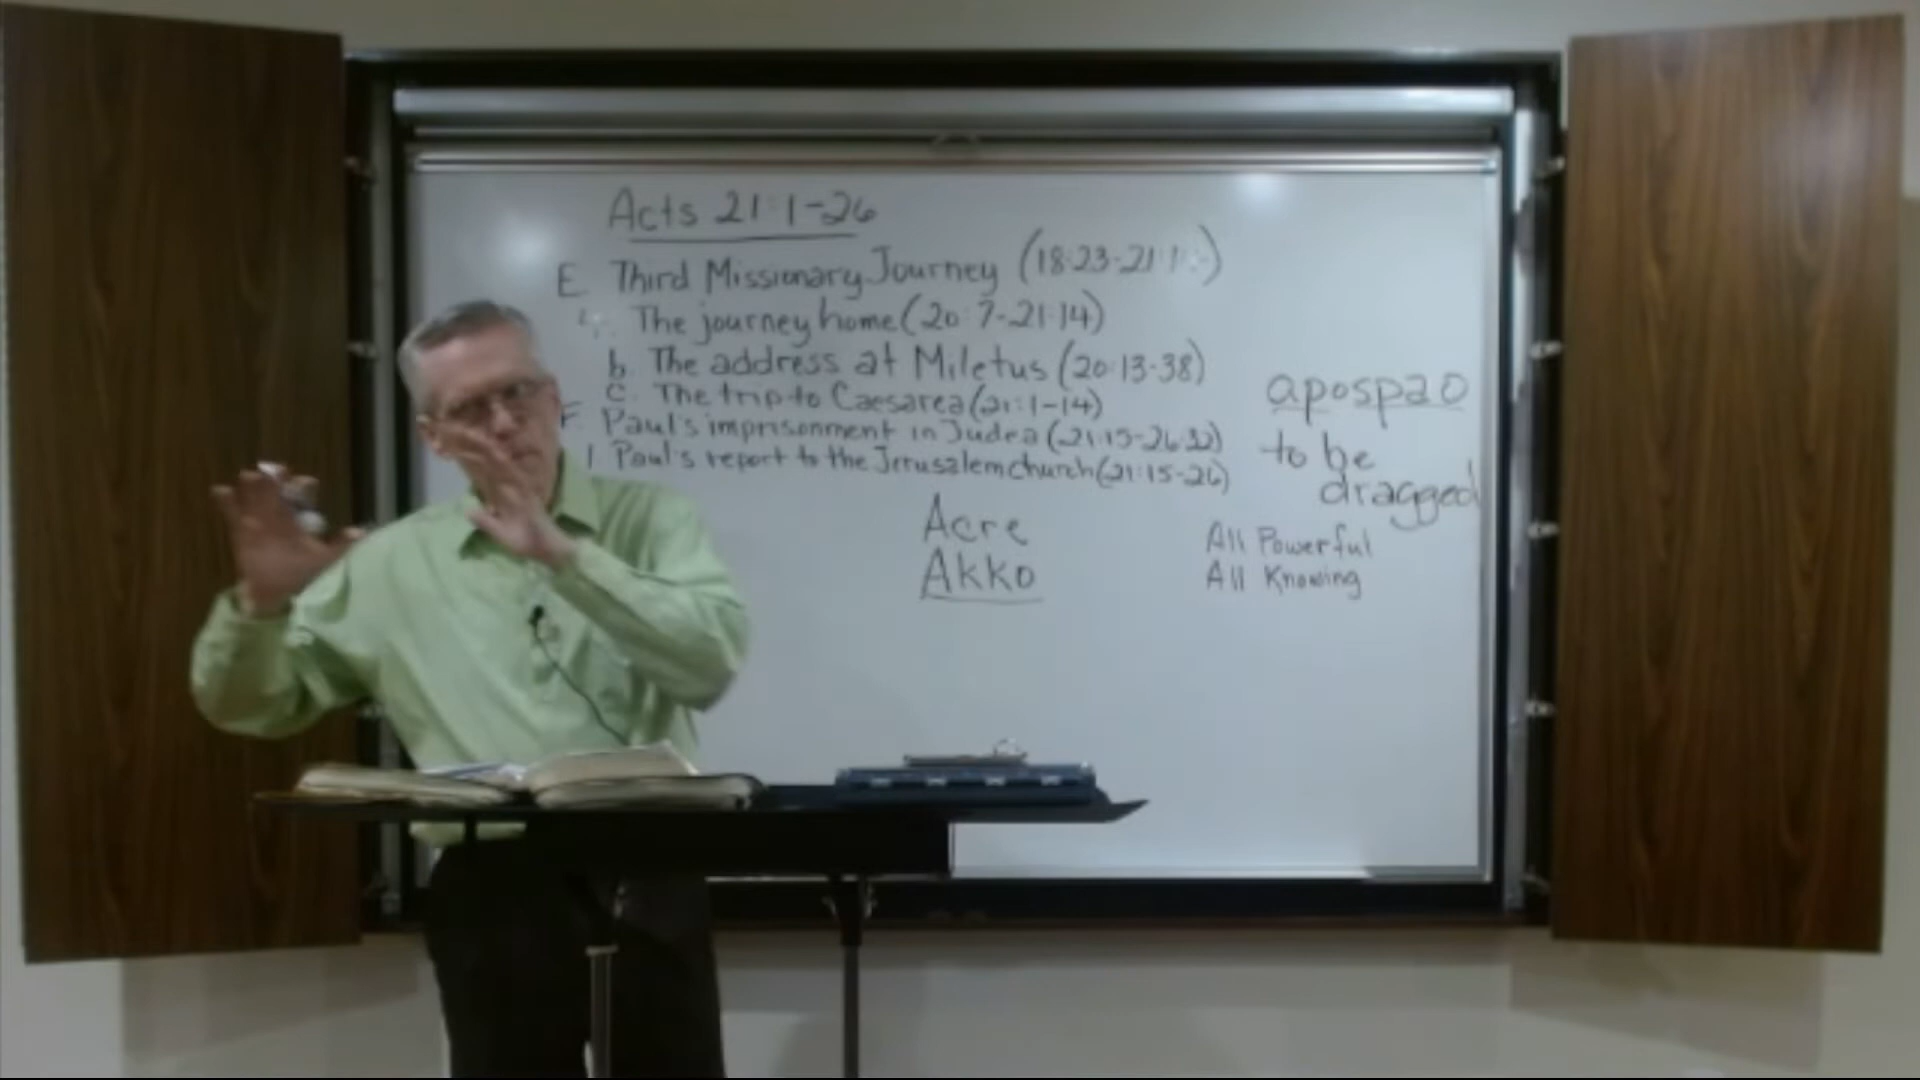 Acts 21:1-26
E. Third Missionary Journey (18:23-21:
The journey home (20:7-21:14)
b. The address at Miletus (20:13-38)
c. The trip to Caesarea (21:1-14)
F. Paul's imprisonment in Judea (21:15-26:32)
1. Paul's report to the Jerusalem church (21:15-26)
apospao
to be
dragged
Acre
Akko
All Powerful
All Knowing